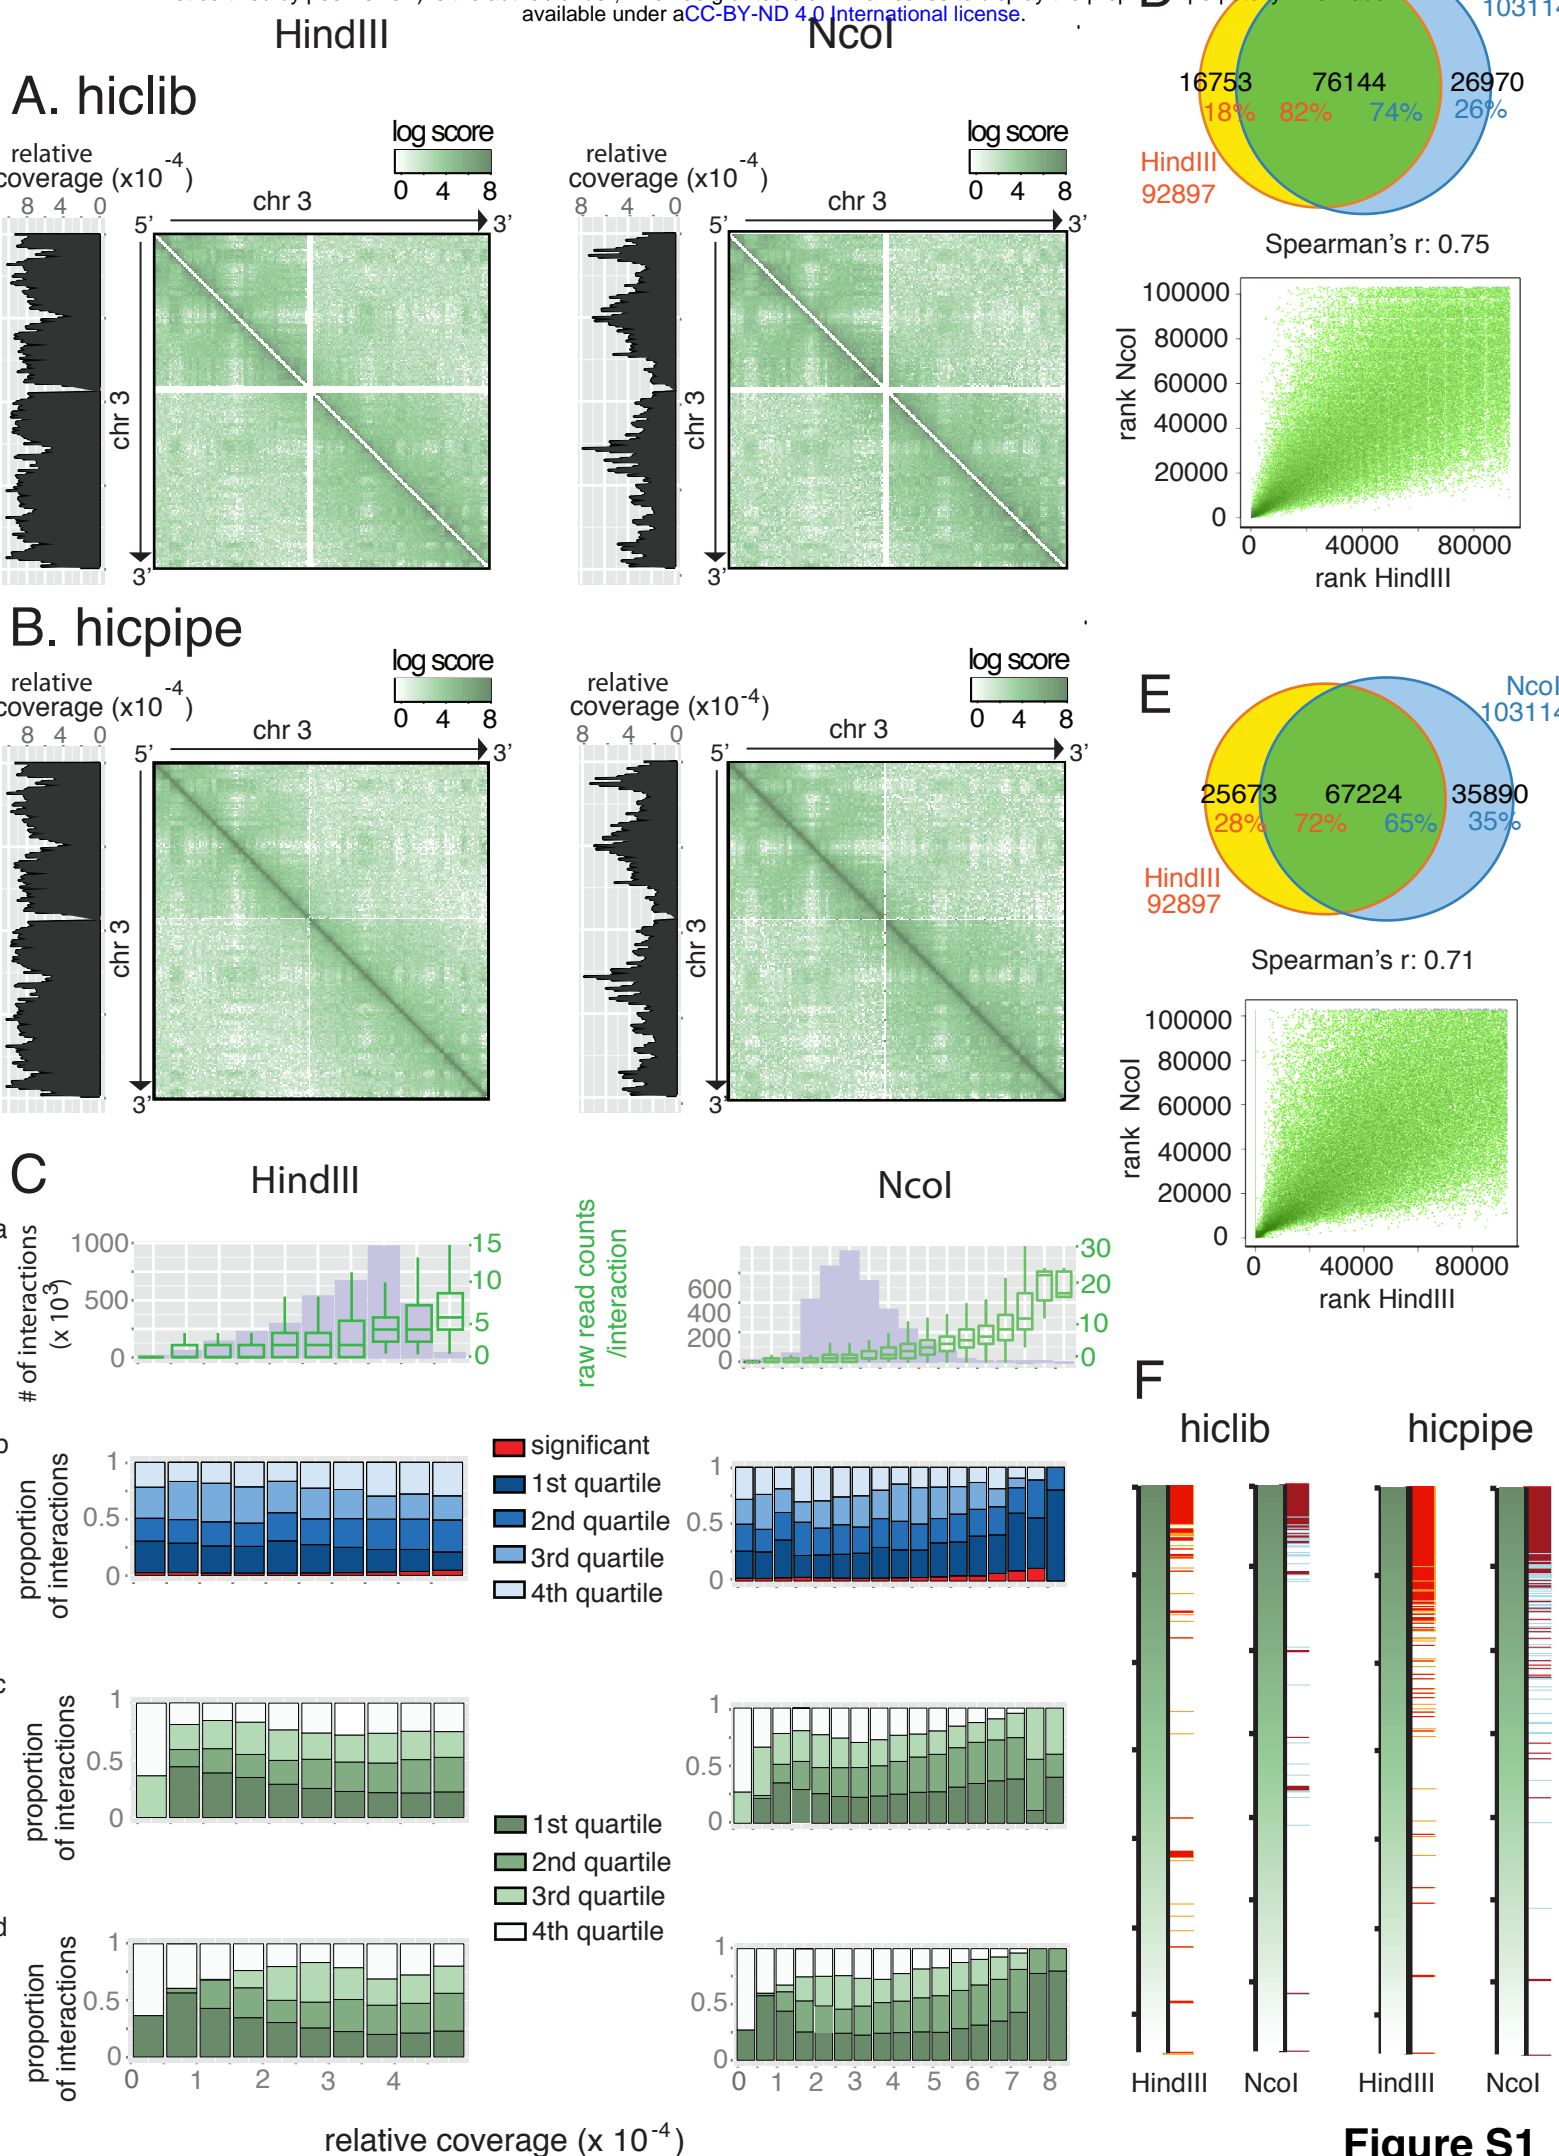 available under aCC-BY-ND 4.0 International license.
HindIII
NcoI
A. hiclib
log score
0 4 8
relative
coverage (x10-4)
8 4 0
chr 3
5'
3'
chr 3
3'
log score
0 4 8
relative
coverage (x10-4)
8 4 0
chr 3
5'
3'
chr 3
3'
B. hicpipe
log score
0 4 8
relative
coverage (x10-4)
8 4 0
chr 3
5'
3'
chr 3
3'
log score
0 4 8
relative
coverage (x10-4)
8 4 0
chr 3
5'
3'
chr 3
3'
C
HindIII
NcoI
a
# of interactions
(x 103)
1000
500
0
15
10
5
0
raw read counts
/interaction
600
400
200
0
30
20
10
0
b
proportion
of interactions
1
0.5
0
significant
1st quartile
2nd quartile
3rd quartile
4th quartile
1
0.5
0
c
proportion
of interactions
1
0.5
0
1st quartile
2nd quartile
3rd quartile
4th quartile
1
0.5
0
d
proportion
of interactions
1
0.5
0
0 1 2 3 4
1
0.5
0
0 1 2 3 4 5 6 7 8
relative coverage (x 10-4)
103114
16753 76144 26970
18% 82% 74% 26%
HindIII
92897
Spearman's r: 0.75
rank NcoI
100000
80000
60000
40000
20000
0
0 40000 80000
rank HindIII
E
NcoI
103114
25673 67224 35890
28% 72% 65% 35%
HindIII
92897
Spearman's r: 0.71
rank NcoI
100000
80000
60000
40000
20000
0
0 40000 80000
rank HindIII
F
hiclib hicpipe
HindIII NcoI HindIII NcoI
Figure S1